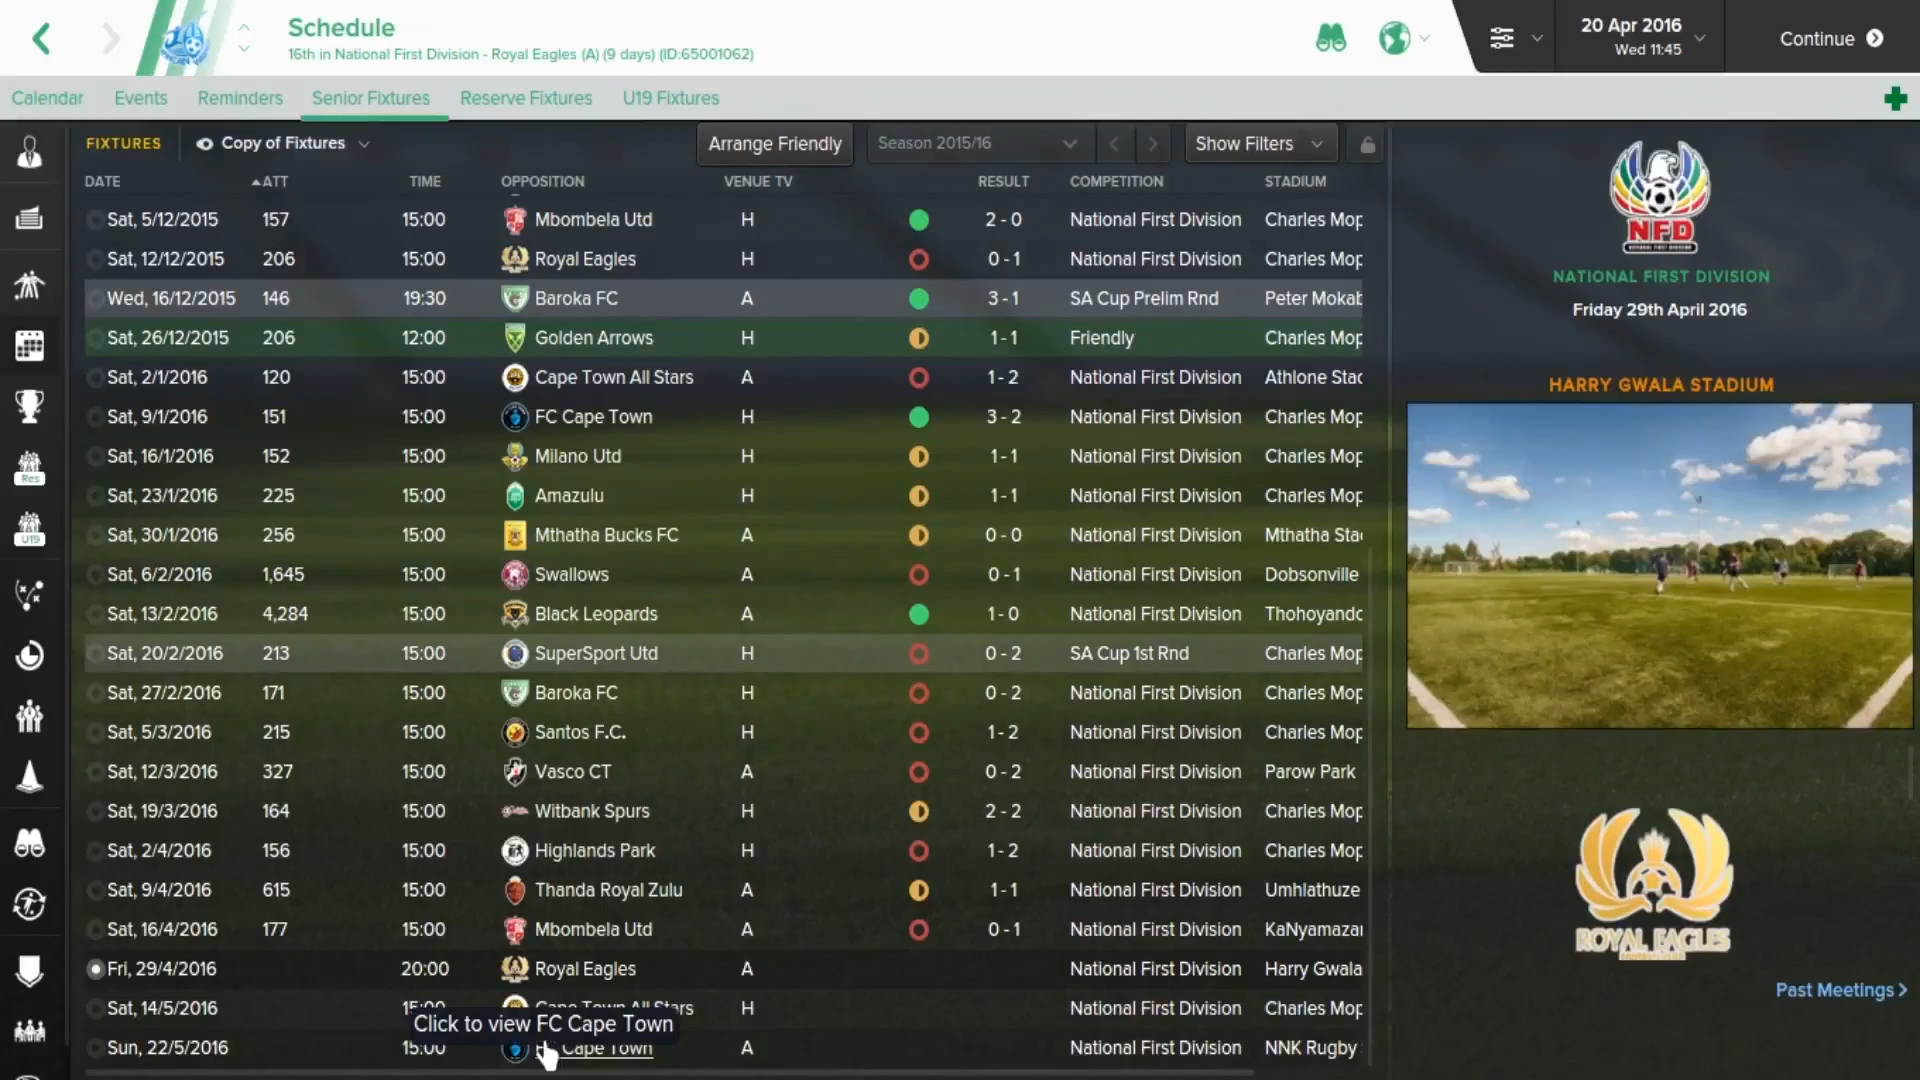 Schedule
16th in National First Division - Royal Eagles (A) (9 days) (ID:65001062)
20 Apr 2016
Wed 11:45
Continue
Calendar Events Reminders Senior Fixtures Reserve Fixtures U19 Fixtures
FIXTURES Copy of Fixtures Arrange Friendly Season 2015/16 Show Filters
DATE ATT TIME OPPOSITION VENUE TV RESULT COMPETITION STADIUM
Sat, 5/12/2015 157 15:00 Mbombela Utd H 2 - 0 National First Division Charles Mop
Sat, 12/12/2015 206 15:00 Royal Eagles H 0 - 1 National First Division Charles Mop
Wed, 16/12/2015 146 19:30 Baroka FC A 3 - 1 SA Cup Prelim Rnd Peter Mokab
Sat, 26/12/2015 206 12:00 Golden Arrows H 1 - 1 Friendly Charles Mop
Sat, 2/1/2016 120 15:00 Cape Town All Stars A 1 - 2 National First Division Athlone Stad
Sat, 9/1/2016 151 15:00 FC Cape Town H 3 - 2 National First Division Charles Mop
Sat, 16/1/2016 152 15:00 Milano Utd H 1 - 1 National First Division Charles Mop
Sat, 23/1/2016 225 15:00 Amazulu H 1 - 1 National First Division Charles Mop
Sat, 30/1/2016 256 15:00 Mthatha Bucks FC A 0 - 0 National First Division Mthatha Sta
Sat, 6/2/2016 1,645 15:00 Swallows A 0 - 1 National First Division Dobsonville
Sat, 13/2/2016 4,284 15:00 Black Leopards A 1 - 0 National First Division Thohoyando
Sat, 20/2/2016 213 15:00 SuperSport Utd H 0 - 2 SA Cup 1st Rnd Charles Mop
Sat, 27/2/2016 171 15:00 Baroka FC H 0 - 2 National First Division Charles Mop
Sat, 5/3/2016 215 15:00 Santos F.C. H 1 - 2 National First Division Charles Mop
Sat, 12/3/2016 327 15:00 Vasco CT A 0 - 2 National First Division Parow Park
Sat, 19/3/2016 164 15:00 Witbank Spurs H 2 - 2 National First Division Charles Mop
Sat, 2/4/2016 156 15:00 Highlands Park H 1 - 2 National First Division Charles Mop
Sat, 9/4/2016 615 15:00 Thanda Royal Zulu A 1 - 1 National First Division Umhlathuze
Sat, 16/4/2016 177 15:00 Mbombela Utd A 0 - 1 National First Division KaNyamazan
Fri, 29/4/2016 20:00 Royal Eagles A National First Division Harry Gwala
Sat, 14/5/2016 15:00 Cape Town All Stars H National First Division Charles Mop
Click to view FC Cape Town
Sun, 22/5/2016 15:00 Cape Town A National First Division NNK Rugby
Res
U19
NFD
NATIONAL FIRST DIVISION
NATIONAL FIRST DIVISION
Friday 29th April 2016
HARRY GWALA STADIUM
ROYAL EAGLES
Past Meetings >